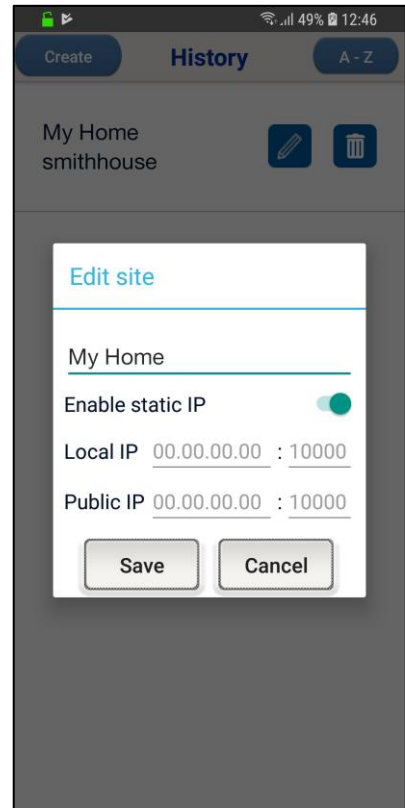 49% 12:46
Create History A - Z
My Home
smithhouse
Edit site
My Home
Enable static IP
Local IP 00.00.00.00 : 10000
Public IP 00.00.00.00 : 10000
Save Cancel